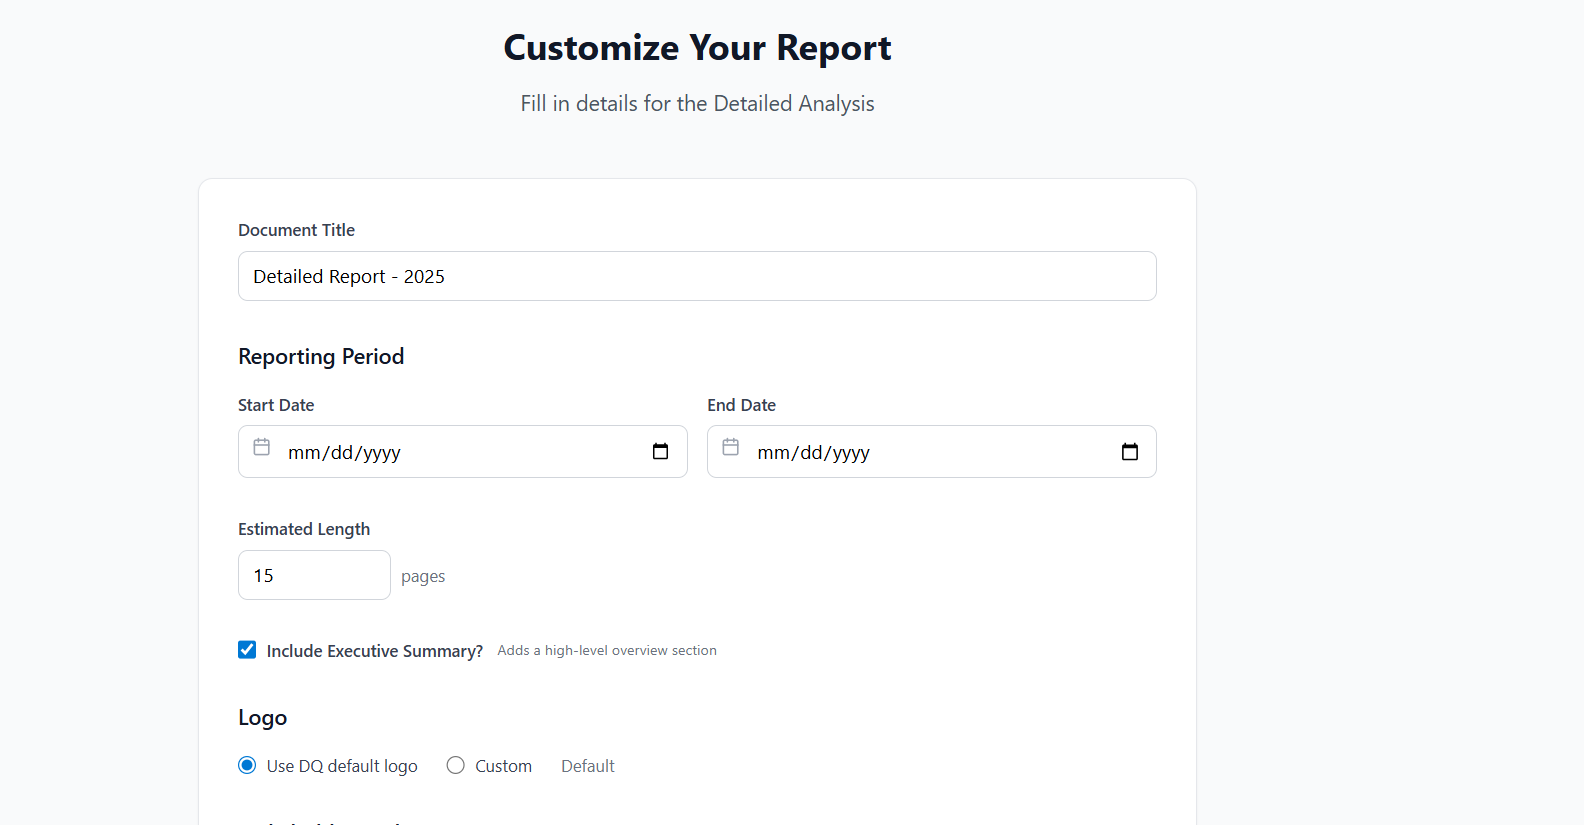 Customize Your Report
Fill in details for the Detailed Analysis
Document Title
Detailed Report - 2025
Reporting Period
Start Date
End Date
mm/dd/yyyy
mm/dd/yyyy
Estimated Length
15 pages
Include Executive Summary? Adds a high-level overview section
Logo
Use DQ default logo Custom Default